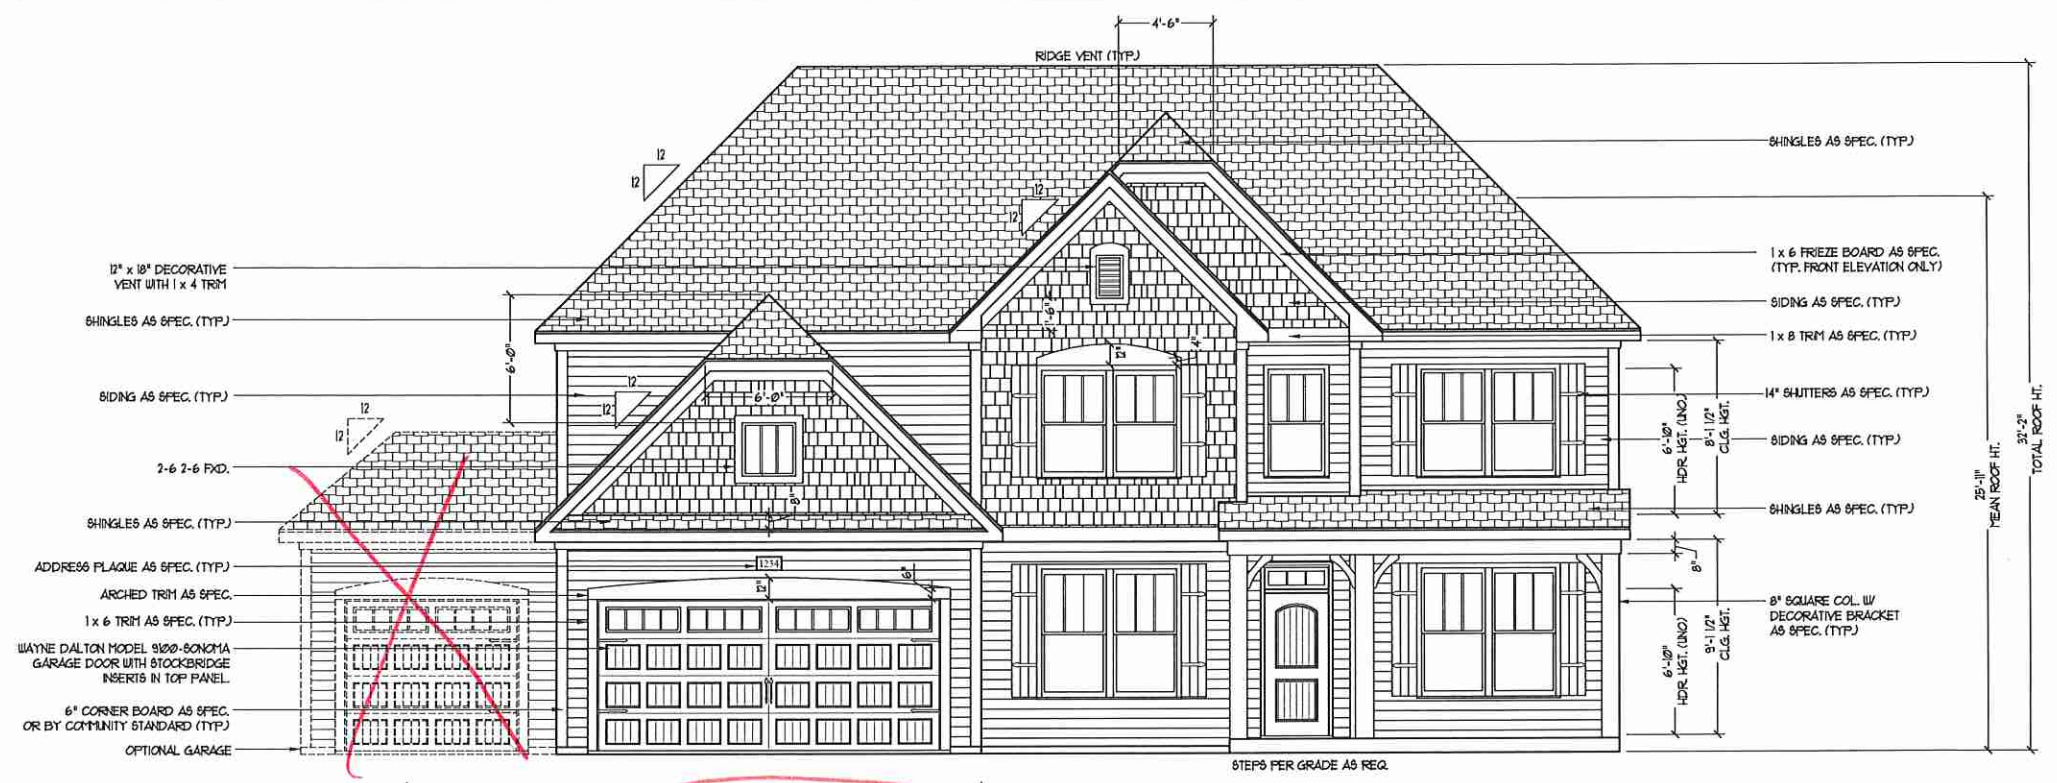 4'-6"
RIDGE VENT (TYP.)
12
12
12
12
12" x 18" DECORATIVE
VENT WITH 1 x 4 TRIM
SHINGLES AS SPEC. (TYP.)
6'-0"
SIDING AS SPEC. (TYP.)
12
12
12
12
6'-0"
2-6 2-6 FXD.
8"
SHINGLES AS SPEC. (TYP.)
ADDRESS PLAQUE AS SPEC. (TYP.)
1234
ARCHED TRIM AS SPEC.
12"
6"
1 x 6 TRIM AS SPEC. (TYP.)
WAYNE DALTON MODEL 9100-SONOMA
GARAGE DOOR WITH STOCKBRIDGE
INSERTS IN TOP PANEL.
6" CORNER BOARD AS SPEC.
OR BY COMMUNITY STANDARD (TYP.)
OPTIONAL GARAGE
1'-6"
12"
4"
SHINGLES AS SPEC. (TYP.)
1 x 6 FRIEZE BOARD AS SPEC.
(TYP. FRONT ELEVATION ONLY)
SIDING AS SPEC. (TYP.)
1 x 8 TRIM AS SPEC. (TYP.)
14" SHUTTERS AS SPEC. (TYP.)
SIDING AS SPEC. (TYP.)
SHINGLES AS SPEC. (TYP.)
8" SQUARE COL. W/
DECORATIVE BRACKET
AS SPEC. (TYP.)
6'-10"
HDR. HGT. (UNO.)
8'-1 1/2"
CLG. HGT.
8"
6'-10"
HDR. HGT. (UNO)
9'-1 1/2"
CLG. HGT.
25'-11"
MEAN ROOF HT.
32'-2"
TOTAL ROOF HT.
STEPS PER GRADE AS REQ.